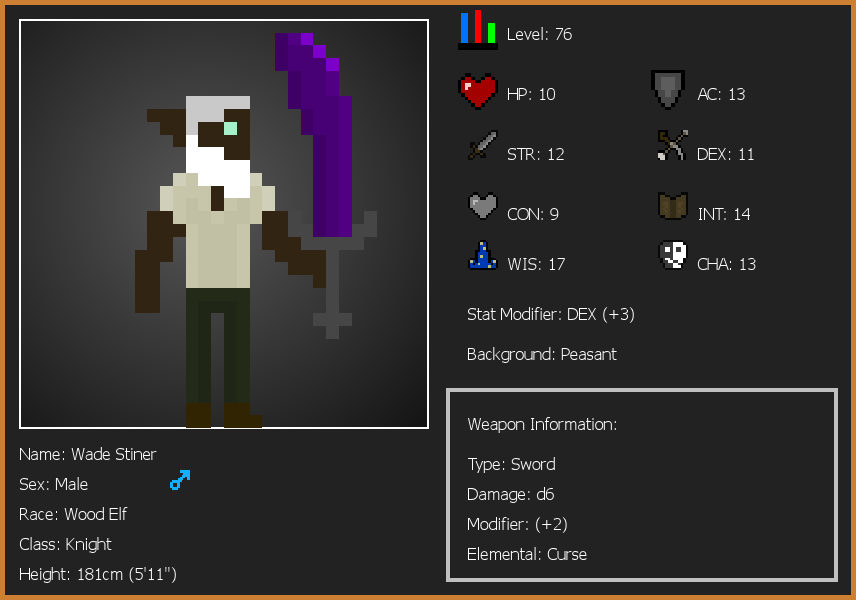 Level: 76
HP: 10
AC: 13
STR: 12
DEX: 11
CON: 9
INT: 14
WIS: 17
CHA: 13
Stat Modifier: DEX (+3)
Background: Peasant
Weapon Information:
Type: Sword
Damage: d6
Modifier: (+2)
Elemental: Curse
Name: Wade Stiner
Sex: Male
Race: Wood Elf
Class: Knight
Height: 181cm (5'11")